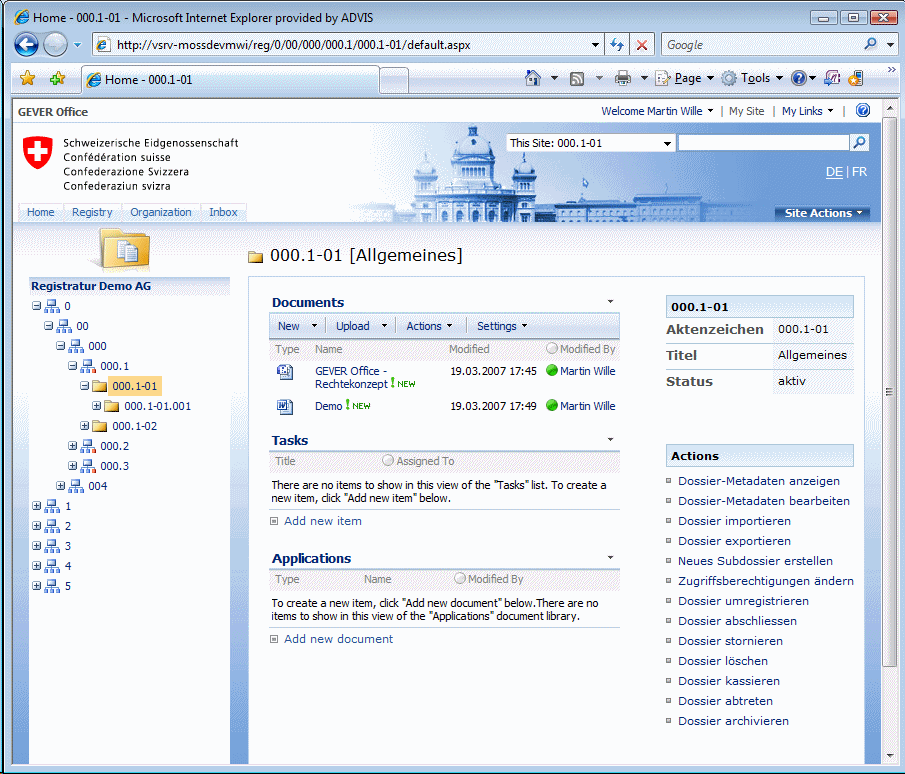 Home - 000.1-01 - Microsoft Internet Explorer provided by ADVIS
http://vsrv-mossdevmwi/reg/0/00/000/000.1/000.1-01/default.aspx
Google
Home - 000.1-01
Page
Tools
»
GEVER Office
Welcome Martin Wille
| My Site | My Links |
Schweizerische Eidgenossenschaft
Confédération suisse
Confederazione Svizzera
Confederaziun svizra
This Site: 000.1-01
DE | FR
Home
Registry
Organization
Inbox
Site Actions
000.1-01 [Allgemeines]
Registratur Demo AG
0
00
000
000.1
000.1-01
000.1-01.001
000.1-02
000.2
000.3
004
1
2
3
4
5
Documents
New
Upload
Actions
Settings
Type Name Modified Modified By
GEVER Office - Rechtekonzept ! NEW 19.03.2007 17:45 Martin Wille
Demo ! NEW 19.03.2007 17:49 Martin Wille
Tasks
Title Assigned To
There are no items to show in this view of the "Tasks" list. To create a
new item, click "Add new item" below.
Add new item
Applications
Type Name Modified By
To create a new item, click "Add new document" below.There are no
items to show in this view of the "Applications" document library.
Add new document
000.1-01
Aktenzeichen 000.1-01
Titel Allgemeines
Status aktiv
Actions
Dossier-Metadaten anzeigen
Dossier-Metadaten bearbeiten
Dossier importieren
Dossier exportieren
Neues Subdossier erstellen
Zugriffsberechtigungen ändern
Dossier umregistrieren
Dossier abschliessen
Dossier stornieren
Dossier löschen
Dossier kassieren
Dossier abtreten
Dossier archivieren